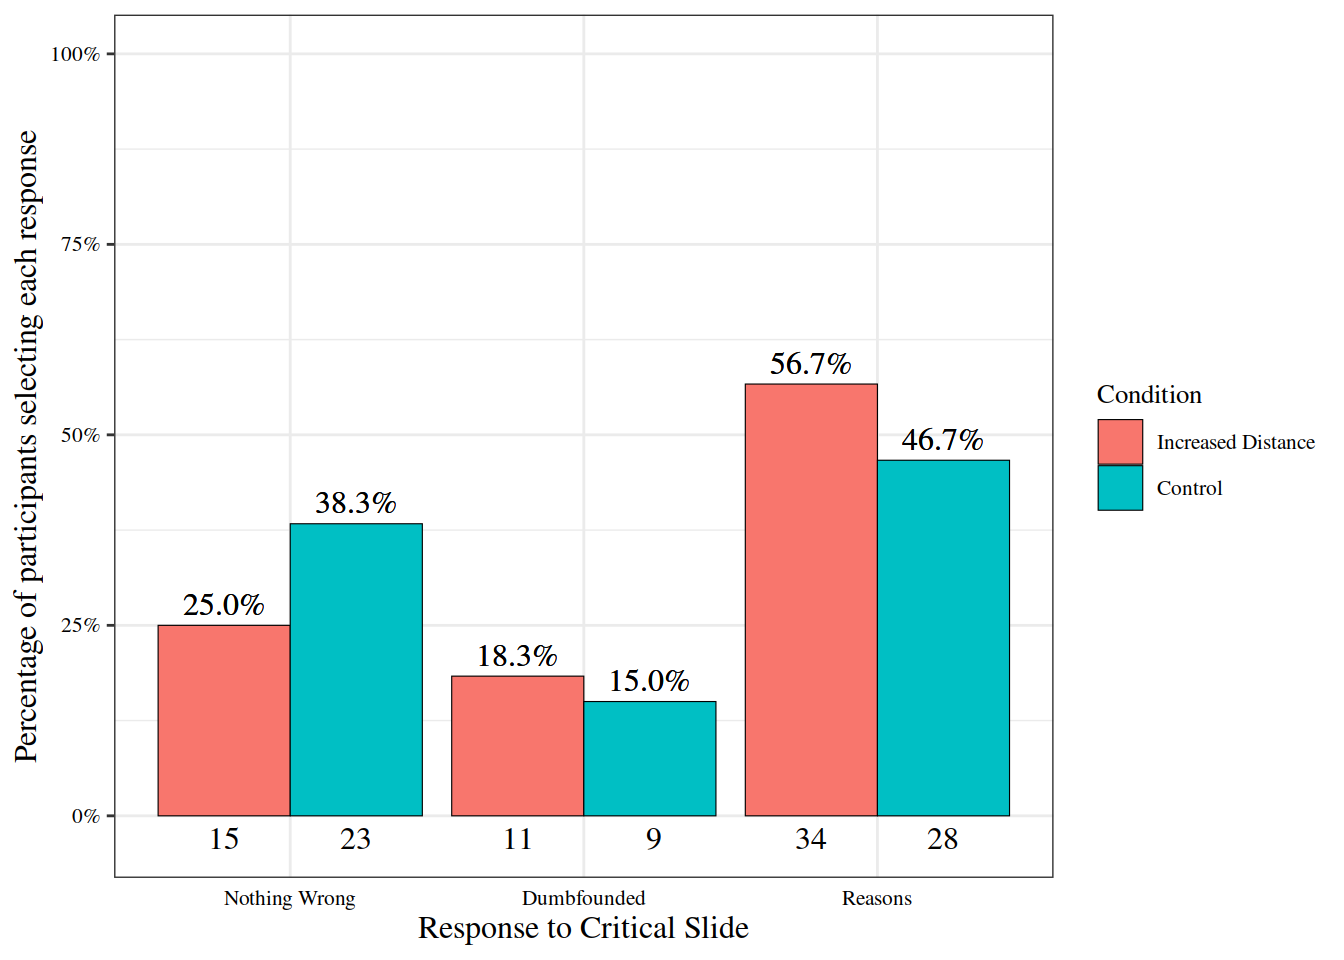 Percentage of participants selecting each response
100%
75%
50%
25%
0%
25.0%
38.3%
18.3%
15.0%
56.7%
46.7%
15
23
11
9
34
28
Nothing Wrong
Dumbfounded
Reasons
Response to Critical Slide
Condition
Increased Distance
Control